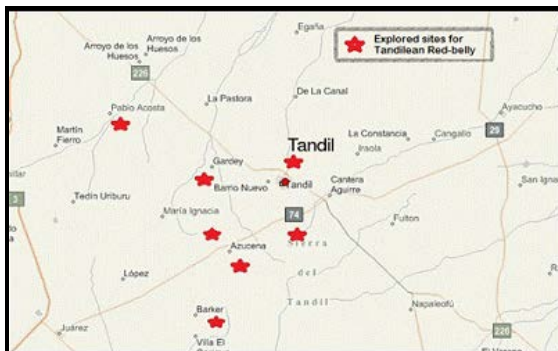 Egaña
Explored sites for
Tandilean Red-belly
Arroyo de los
Huesos
Arroyo de los
Huesos
226
De La Canal
La Pastora
Pablo Acosta
Ayacucho
29
Martín
Fierro
La Constancia
Cangallo
Tandil
Iraola
Gardey
Barrio Nuevo
Tandil
Cantera
Aguirre
San Igna
3
Tedín Uriburu
María Ignacia
74
Fulton
Azucena
Sierra
del
Tandil
López
Napaleofú
Barker
Juárez
Villa El
226